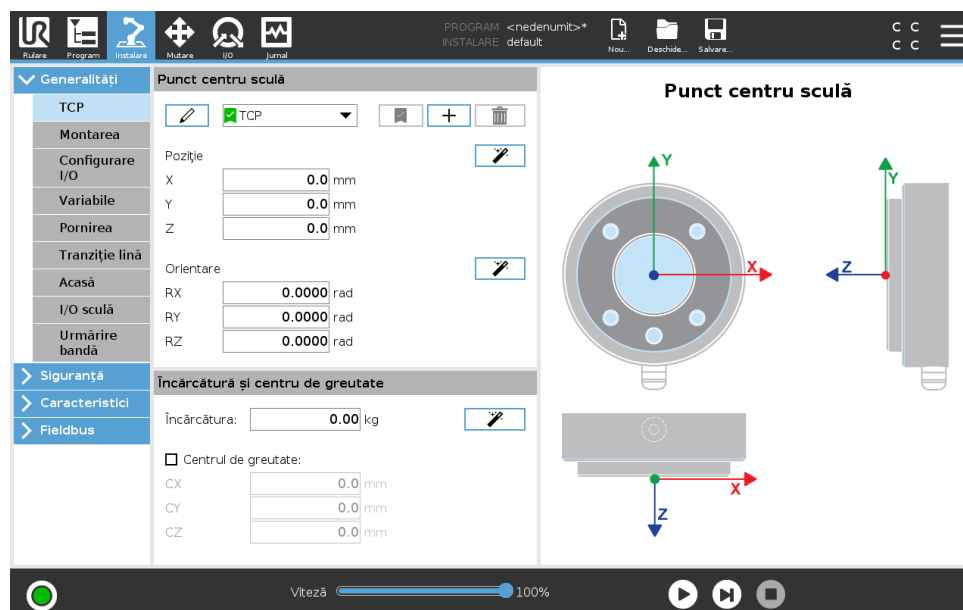 PROGRAM <nedenumit>*
INSTALARE default
C C
C C
Rulare Program Instalare Mutare I/O Jurnal Nou... Deschide... Salvare...
Generalități
TCP
Montarea
Configurare
I/O
Variabile
Pornirea
Tranziție lină
Acasă
I/O sculă
Urmărire
bandă
Siguranță
Caracteristici
Fieldbus
Punct centru sculă
TCP
Poziție
X 0.0 mm
Y 0.0 mm
Z 0.0 mm
Orientare
RX 0.0000 rad
RY 0.0000 rad
RZ 0.0000 rad
Încărcătură și centru de greutate
Încărcătura: 0.00 kg
Centrul de greutate:
CX 0.0 mm
CY 0.0 mm
CZ 0.0 mm
Punct centru sculă
Y
X
Y
Z
X
Z
Viteză 100%